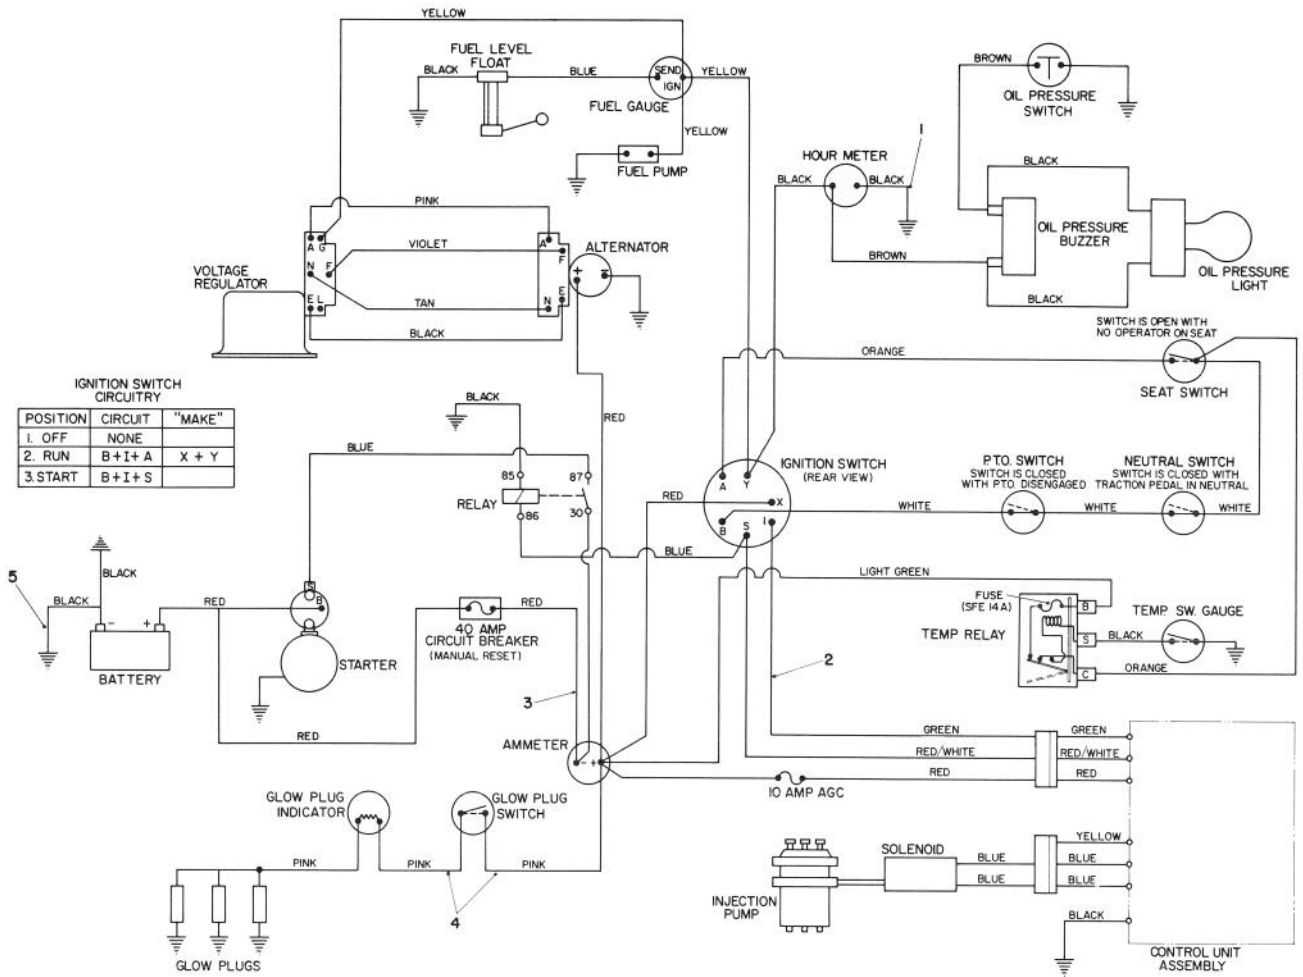 YELLOW
FUEL LEVEL
FLOAT
BLACK
BLUE
SEND
IGN
YELLOW
FUEL GAUGE
YELLOW
FUEL PUMP
BROWN
OIL PRESSURE
SWITCH
1
HOUR METER
BLACK
BLACK
BLACK
OIL PRESSURE
BUZZER
BROWN
BLACK
OIL PRESSURE
LIGHT
PINK
A G
N F
E L
VIOLET
TAN
BLACK
A
F
N
E
ALTERNATOR
+
-
VOLTAGE
REGULATOR
SWITCH IS OPEN WITH
NO OPERATOR ON SEAT
ORANGE
SEAT SWITCH
IGNITION SWITCH
CIRCUITRY
POSITION CIRCUIT "MAKE"
1. OFF NONE
2. RUN B+I+A X + Y
3. START B+I+S
BLACK
RED
BLUE
85
87
RELAY
86
30
IGNITION SWITCH
(REAR VIEW)
RED
A
Y
X
B
S
I
P.T.O. SWITCH
SWITCH IS CLOSED
WITH P.T.O. DISENGAGED
NEUTRAL SWITCH
SWITCH IS CLOSED WITH
TRACTION PEDAL IN NEUTRAL
WHITE
WHITE
WHITE
BLUE
LIGHT GREEN
BLACK
5
BLACK
RED
-
+
BATTERY
S
B
STARTER
RED
40 AMP
CIRCUIT BREAKER
(MANUAL RESET)
FUSE
(SFE 14A)
TEMP RELAY
B
S
C
BLACK
TEMP SW. GAUGE
ORANGE
2
3
RED
AMMETER
- +
GREEN
GREEN
RED/WHITE
RED/WHITE
RED
RED
10 AMP AGC
GLOW PLUG
INDICATOR
GLOW PLUG
SWITCH
PINK
PINK
PINK
4
GLOW PLUGS
INJECTION
PUMP
SOLENOID
BLUE
BLUE
YELLOW
BLUE
BLUE
BLACK
CONTROL UNIT
ASSEMBLY